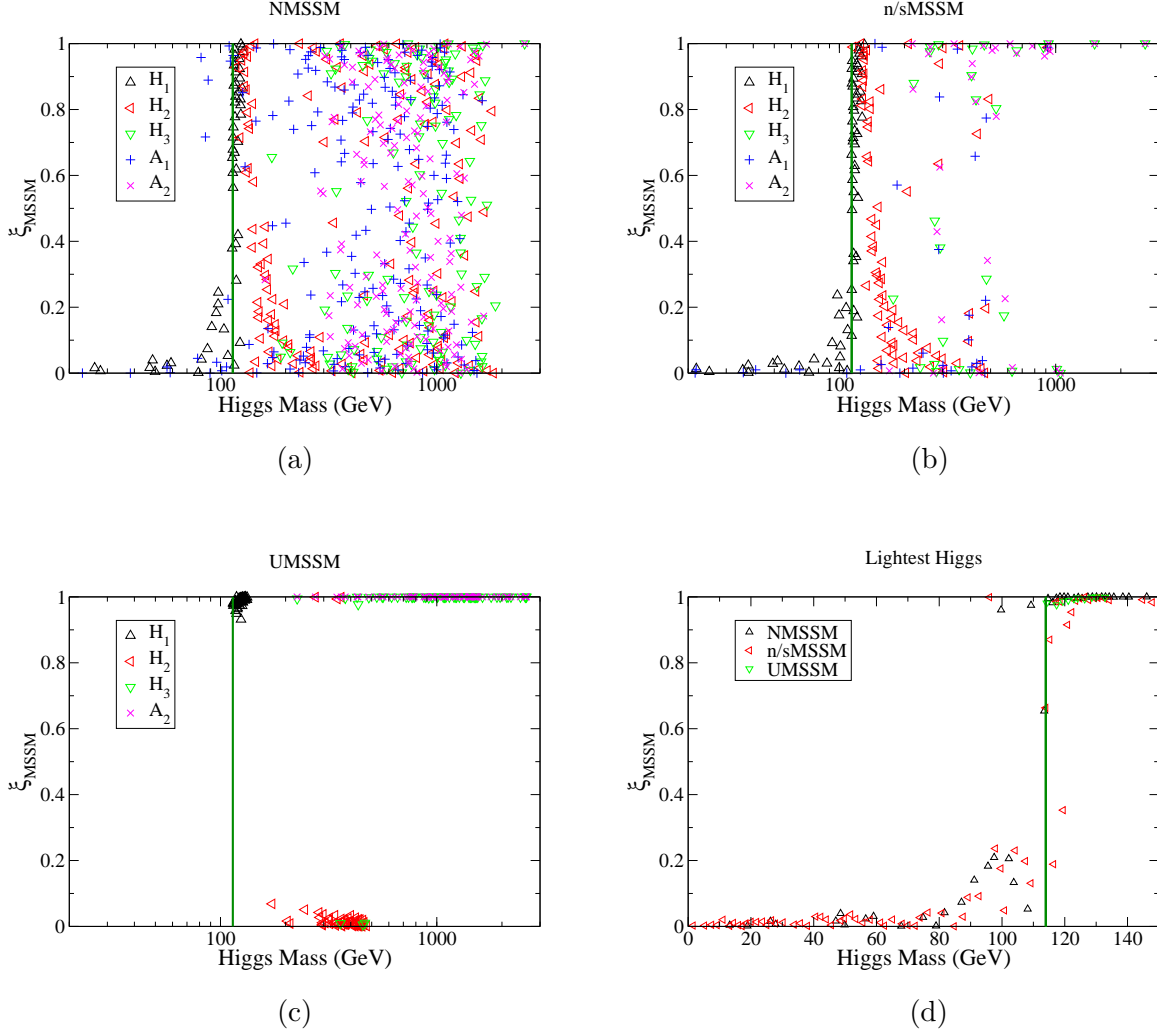 NMSSM
n/sMSSM
1
0.8
0.6
0.4
0.2
0
ξMSSM
H1
H2
H3
A1
A2
100
1000
Higgs Mass (GeV)
(a)
1
0.8
0.6
0.4
0.2
0
ξMSSM
H1
H2
H3
A1
A2
100
1000
Higgs Mass (GeV)
(b)
UMSSM
Lightest Higgs
1
0.8
0.6
0.4
0.2
0
ξMSSM
H1
H2
H3
A2
100
1000
Higgs Mass (GeV)
(c)
1
0.8
0.6
0.4
0.2
0
ξMSSM
NMSSM
n/sMSSM
UMSSM
0 20 40 60 80 100 120 140
Higgs Mass (GeV)
(d)